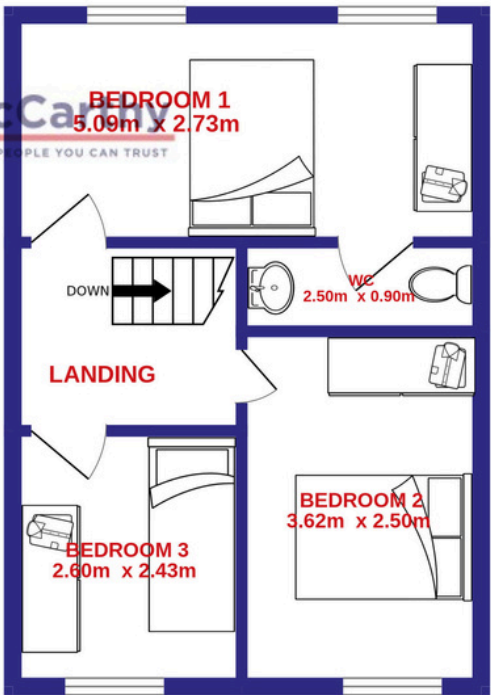 BEDROOM 1
5.09m x 2.73m
cCarthy
PEOPLE YOU CAN TRUST
WC
2.50m x 0.90m
DOWN
LANDING
BEDROOM 2
3.62m x 2.50m
BEDROOM 3
2.60m x 2.43m